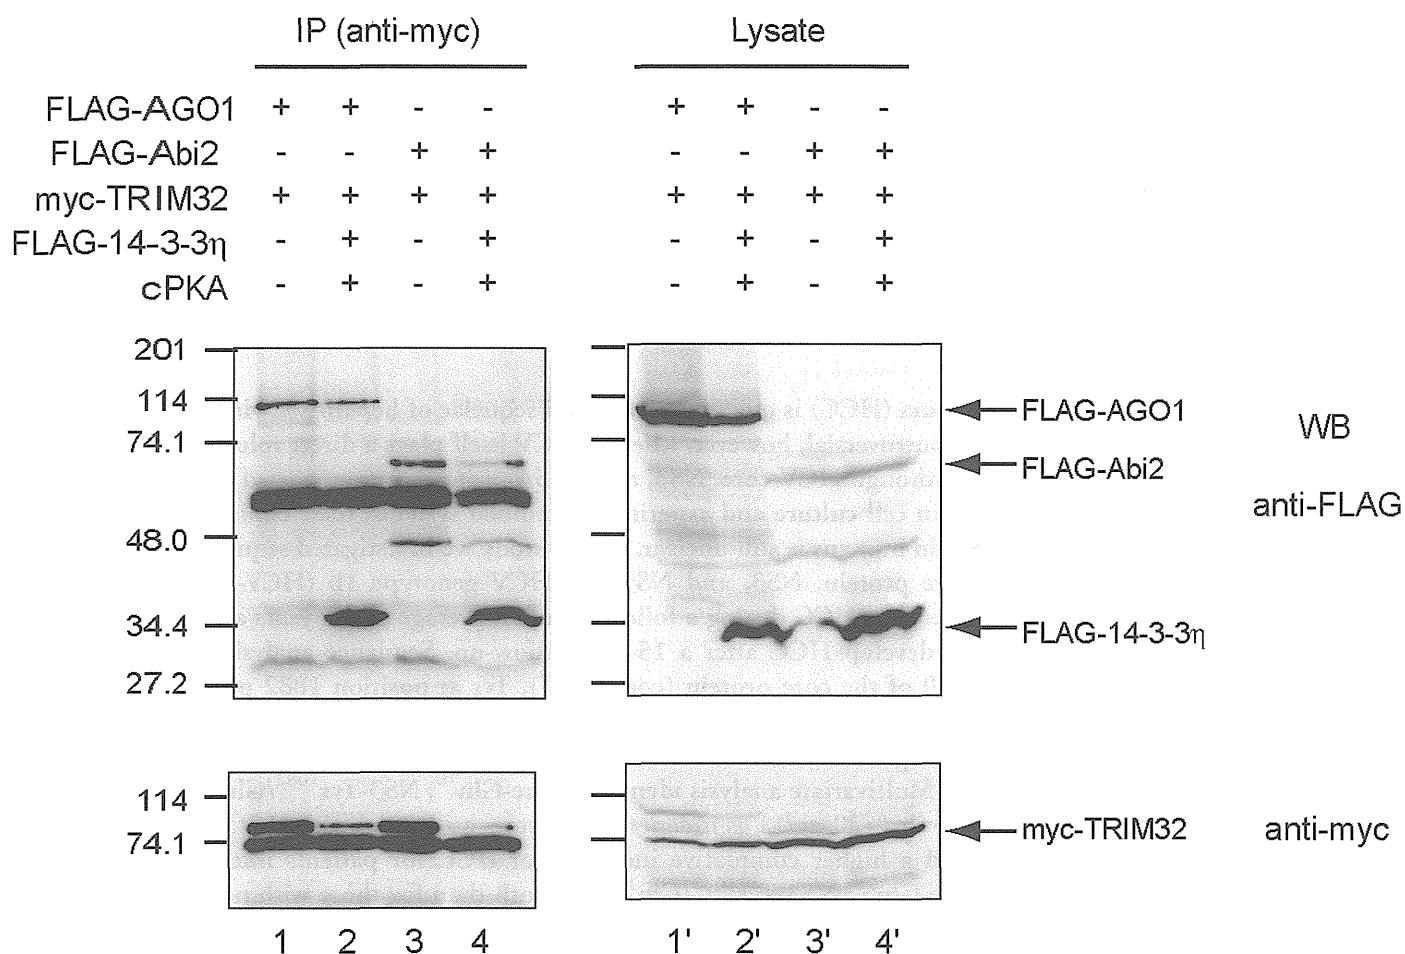 IP (anti-myc) Lysate
FLAG-AGO1 + + - - + + - -
FLAG-Abi2 - - + + - - + +
myc-TRIM32 + + + + + + + +
FLAG-14-3-3η - + - + - + - +
cPKA - + - + - + - +
201
114 FLAG-AGO1 WB
74.1 FLAG-Abi2
anti-FLAG
48.0
34.4 FLAG-14-3-3η
27.2
114
74.1 myc-TRIM32 anti-myc
1 2 3 4 1' 2' 3' 4'